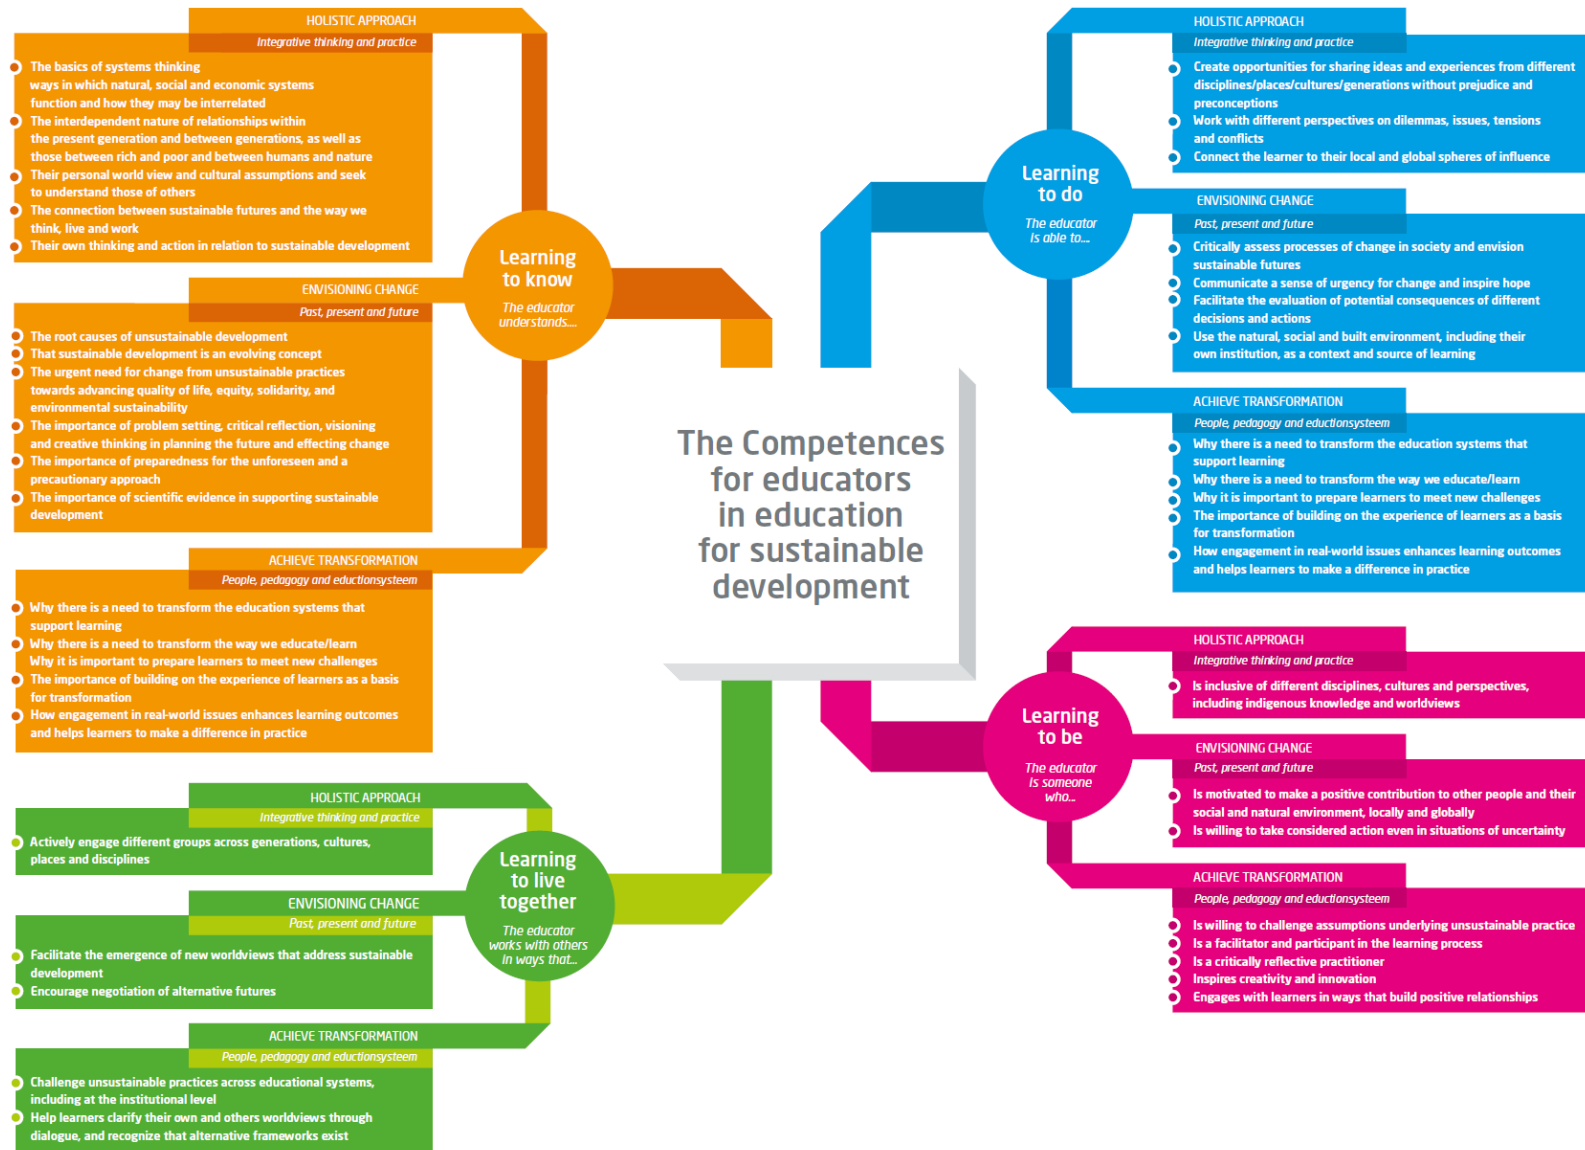 The Competences
for educators
in education
for sustainable
development
Learning
to know
The educator
understands....
HOLISTIC APPROACH
Integrative thinking and practice
The basics of systems thinking
ways in which natural, social and economic systems
function and how they may be interrelated
The interdependent nature of relationships within
the present generation and between generations, as well as
those between rich and poor and between humans and nature
Their personal world view and cultural assumptions and seek
to understand those of others
The connection between sustainable futures and the way we
think, live and work
Their own thinking and action in relation to sustainable development
ENVISIONING CHANGE
Past, present and future
The root causes of unsustainable development
That sustainable development is an evolving concept
The urgent need for change from unsustainable practices
towards advancing quality of life, equity, solidarity, and
environmental sustainability
The importance of problem setting, critical reflection, visioning
and creative thinking in planning the future and effecting change
The importance of preparedness for the unforeseen and a
precautionary approach
The importance of scientific evidence in supporting sustainable
development
ACHIEVE TRANSFORMATION
People, pedagogy and eductionsysteem
Why there is a need to transform the education systems that
support learning
Why there is a need to transform the way we educate/learn
Why it is important to prepare learners to meet new challenges
The importance of building on the experience of learners as a basis
for transformation
How engagement in real-world issues enhances learning outcomes
and helps learners to make a difference in practice
Learning
to live
together
The educator
works with others
in ways that...
HOLISTIC APPROACH
Integrative thinking and practice
Actively engage different groups across generations, cultures,
places and disciplines
ENVISIONING CHANGE
Past, present and future
Facilitate the emergence of new worldviews that address sustainable
development
Encourage negotiation of alternative futures
ACHIEVE TRANSFORMATION
People, pedagogy and eductionsysteem
Challenge unsustainable practices across educational systems,
including at the institutional level
Help learners clarify their own and others worldviews through
dialogue, and recognize that alternative frameworks exist
Learning
to do
The educator
is able to....
HOLISTIC APPROACH
Integrative thinking and practice
Create opportunities for sharing ideas and experiences from different
disciplines/places/cultures/generations without prejudice and
preconceptions
Work with different perspectives on dilemmas, issues, tensions
and conflicts
Connect the learner to their local and global spheres of influence
ENVISIONING CHANGE
Past, present and future
Critically assess processes of change in society and envision
sustainable futures
Communicate a sense of urgency for change and inspire hope
Facilitate the evaluation of potential consequences of different
decisions and actions
Use the natural, social and built environment, including their
own institution, as a context and source of learning
ACHIEVE TRANSFORMATION
People, pedagogy and eductionsysteem
Why there is a need to transform the education systems that
support learning
Why there is a need to transform the way we educate/learn
Why it is important to prepare learners to meet new challenges
The importance of building on the experience of learners as a basis
for transformation
How engagement in real-world issues enhances learning outcomes
and helps learners to make a difference in practice
Learning
to be
The educator
is someone
who...
HOLISTIC APPROACH
Integrative thinking and practice
Is inclusive of different disciplines, cultures and perspectives,
including indigenous knowledge and worldviews
ENVISIONING CHANGE
Past, present and future
Is motivated to make a positive contribution to other people and their
social and natural environment, locally and globally
Is willing to take considered action even in situations of uncertainty
ACHIEVE TRANSFORMATION
People, pedagogy and eductionsysteem
Is willing to challenge assumptions underlying unsustainable practice
Is a facilitator and participant in the learning process
Is a critically reflective practitioner
Inspires creativity and innovation
Engages with learners in ways that build positive relationships